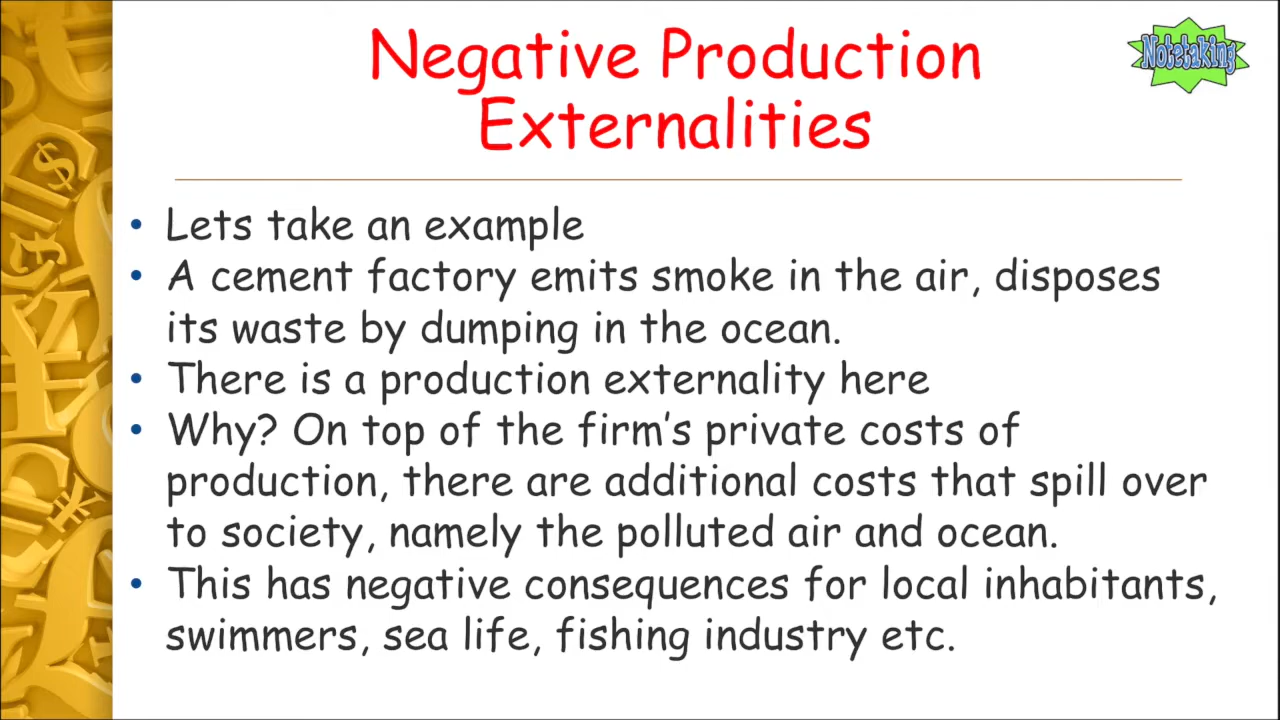 Negative Production
Externalities
Notetaking
• Lets take an example
• A cement factory emits smoke in the air, disposes
its waste by dumping in the ocean.
• There is a production externality here
• Why? On top of the firm’s private costs of
production, there are additional costs that spill over
to society, namely the polluted air and ocean.
• This has negative consequences for local inhabitants,
swimmers, sea life, fishing industry etc.